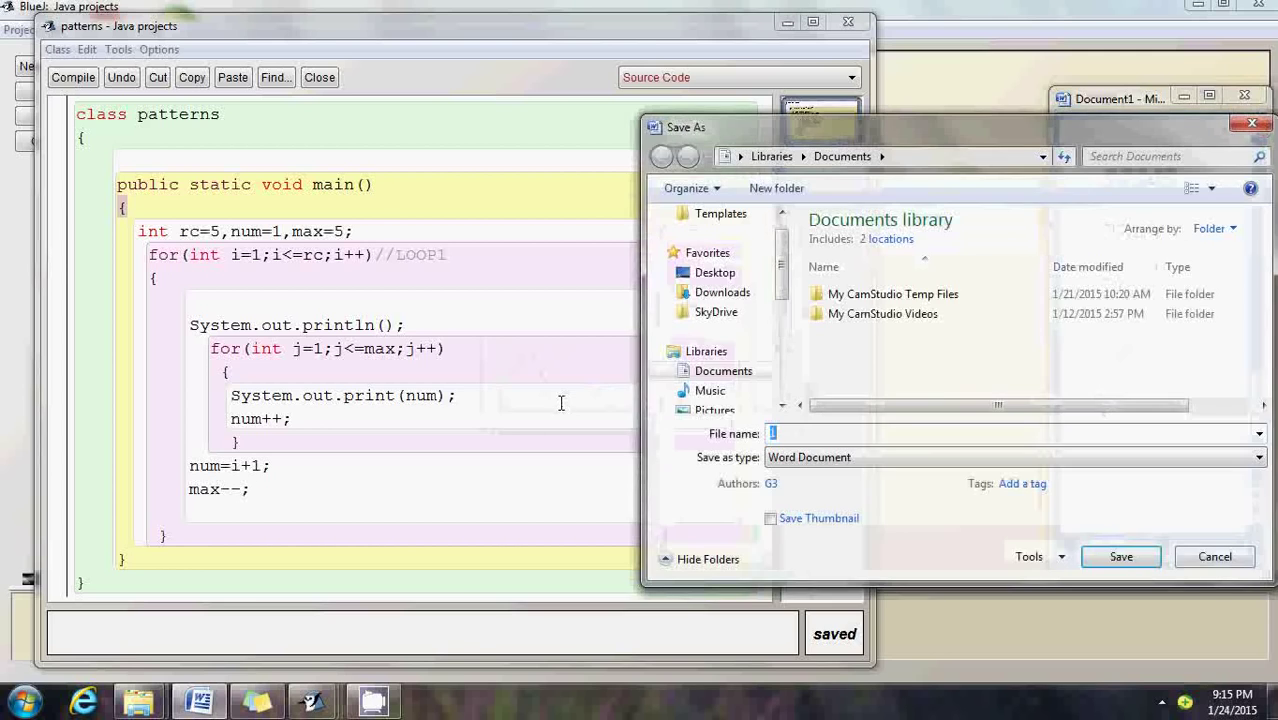 BlueJ: Java projects
patterns - Java projects
Class Edit Tools Options
Compile Undo Cut Copy Paste Find... Close
Source Code
class patterns
{
public static void main()
{
int rc=5,num=1,max=5;
for(int i=1;i<=rc;i++)//LOOP1
{
System.out.println();
for(int j=1;j<=max;j++)
{
System.out.print(num);
num++;
}
num=i+1;
max--;
}
}
}
saved
Document1 - Mi...
Save As
Libraries Documents
Search Documents
Organize New folder
Templates
Favorites
Desktop
Downloads
SkyDrive
Libraries
Documents
Music
Pictures
Documents library
Includes: 2 locations
Arrange by: Folder
Name Date modified Type
My CamStudio Temp Files 1/21/2015 10:20 AM File folder
My CamStudio Videos 1/12/2015 2:57 PM File folder
File name:
Save as type: Word Document
Authors: G3 Tags: Add a tag
Save Thumbnail
Hide Folders Tools Save Cancel
9:15 PM
1/24/2015